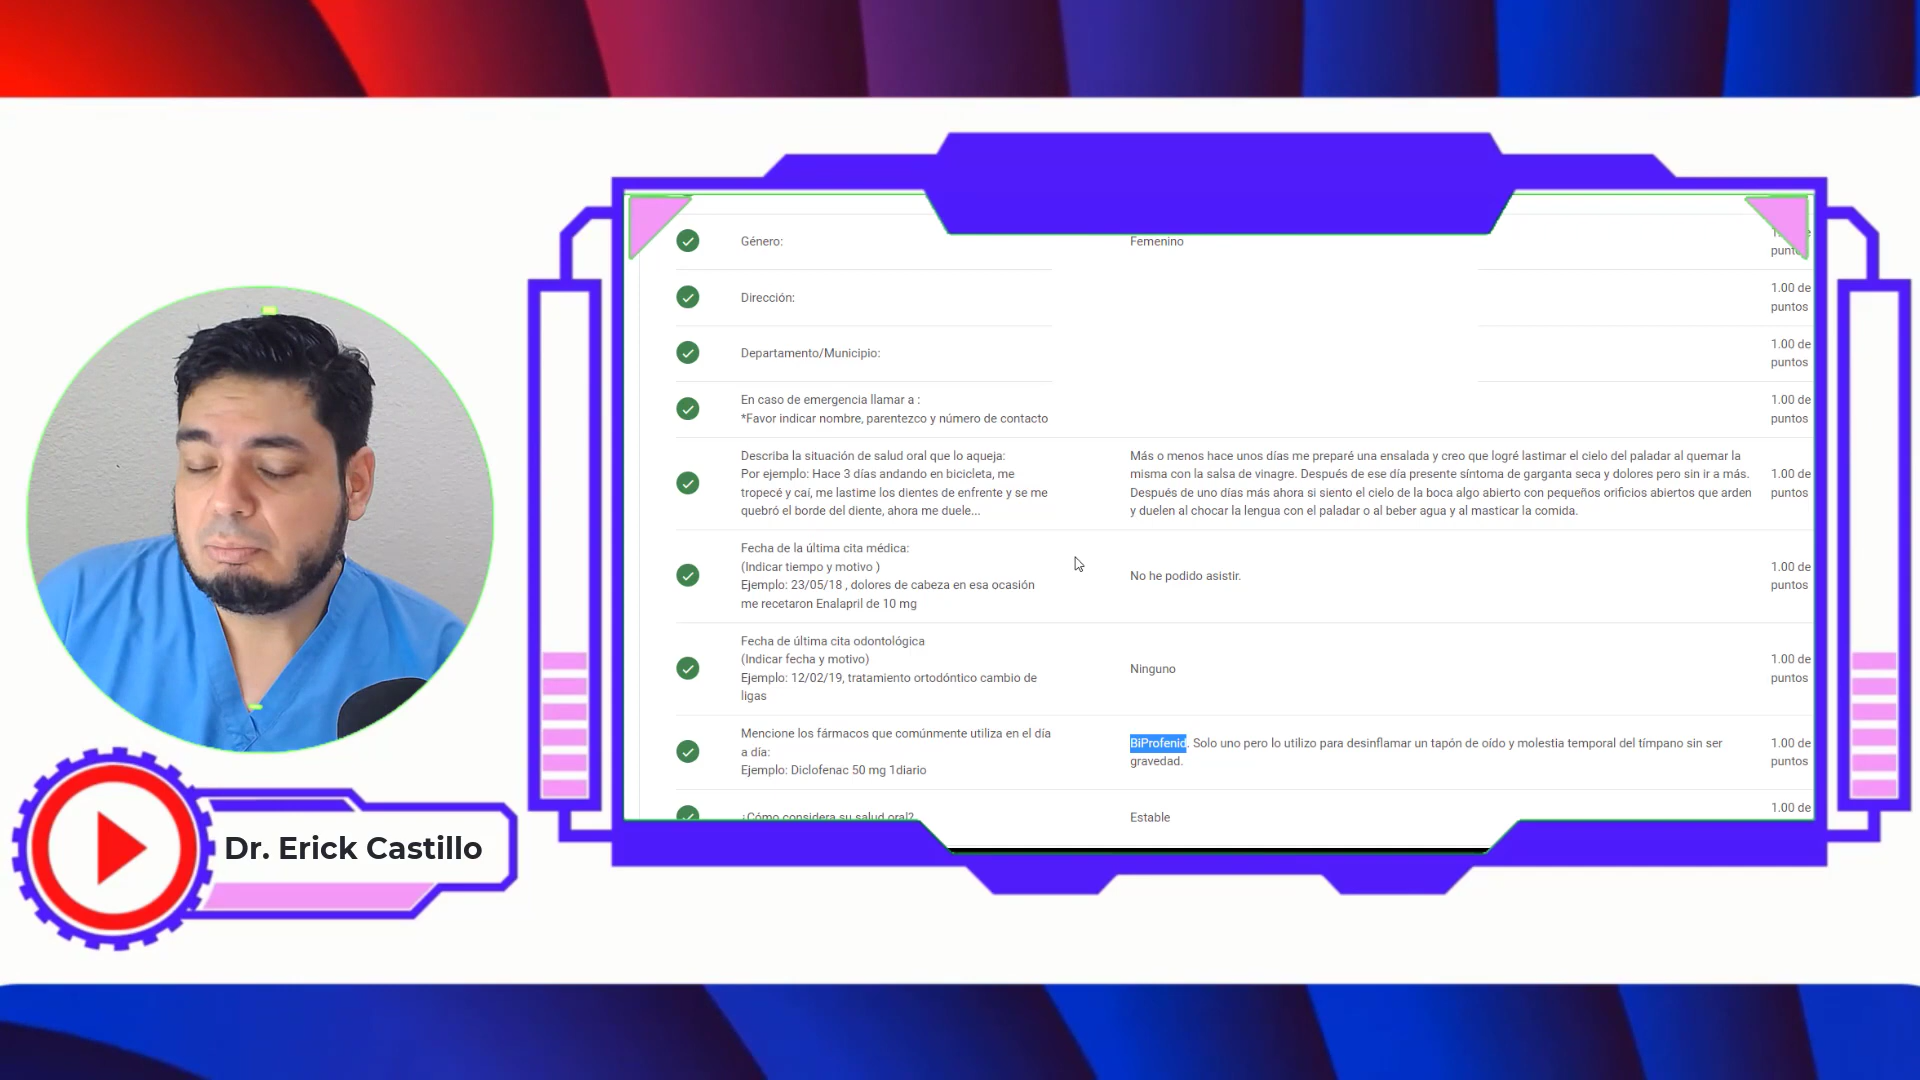 Género:
Femenino
puntos
Dirección:
1.00 de
puntos
Departamento/Municipio:
1.00 de
puntos
En caso de emergencia llamar a :
*Favor indicar nombre, parentezco y número de contacto
1.00 de
puntos
Describa la situación de salud oral que lo aqueja:
Por ejemplo: Hace 3 días andando en bicicleta, me
tropecé y caí, me lastime los dientes de enfrente y se me
quebró el borde del diente, ahora me duele...
Más o menos hace unos días me preparé una ensalada y creo que logré lastimar el cielo del paladar al quemar la
misma con la salsa de vinagre. Después de ese día presente síntoma de garganta seca y dolores pero sin ir a más.
Después de uno días más ahora si siento el cielo de la boca algo abierto con pequeños orificios abiertos que arden
y duelen al chocar la lengua con el paladar o al beber agua y al masticar la comida.
1.00 de
puntos
Fecha de la última cita médica:
(Indicar tiempo y motivo )
Ejemplo: 23/05/18 , dolores de cabeza en esa ocasión
me recetaron Enalapril de 10 mg
No he podido asistir.
1.00 de
puntos
Fecha de última cita odontológica
(Indicar fecha y motivo)
Ejemplo: 12/02/19, tratamiento ortodóntico cambio de
ligas
Ninguno
1.00 de
puntos
Mencione los fármacos que comúnmente utiliza en el día
a día:
Ejemplo: Diclofenac 50 mg 1diario
BiProfenid. Solo uno pero lo utilizo para desinflamar un tapón de oído y molestia temporal del tímpano sin ser
gravedad.
1.00 de
puntos
¿Cómo considera su salud oral?
Estable
1.00 de
Dr. Erick Castillo